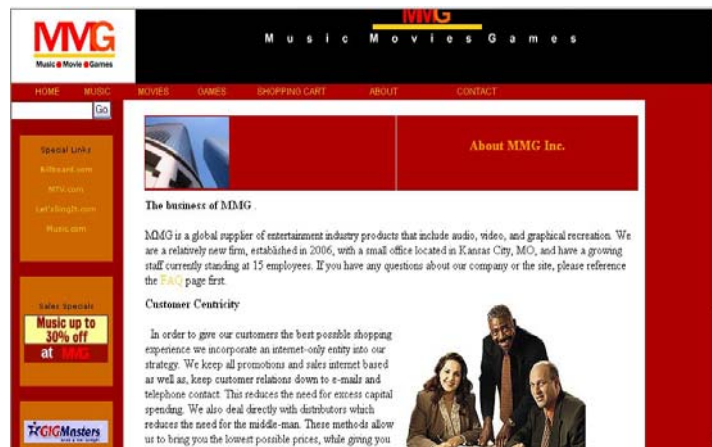 MMG
Music Movie Games
MMG
Music Movies Games
HOME MUSIC MOVIES GAMES SHOPPING CART ABOUT CONTACT
Go
Special Links
Billboard.com
MTV.com
Let'sSingIt.com
Music.com
Sales Specials
Music up to
30% off
at MMG
GIGMasters
About MMG Inc.
The business of MMG .
MMG is a global supplier of entertainment industry products that include audio, video, and graphical recreation. We
are a relatively new firm, established in 2006, with a small office located in Kansas City, MO, and have a growing
staff currently standing at 15 employees. If you have any questions about our company or the site, please reference
the FAQ page first.
Customer Centricity
In order to give our customers the best possible shopping
experience we incorporate an internet-only entity into our
strategy. We keep all promotions and sales internet based
as well as, keep customer relations down to e-mails and
telephone contact. This reduces the need for excess capital
spending. We also deal directly with distributors which
reduces the need for the middle-man. These methods allow
us to bring you the lowest possible prices, while giving you